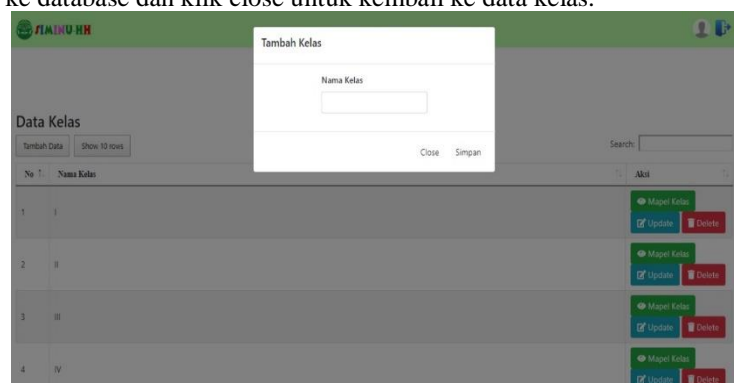 ke database dan klik close untuk kembali ke data kelas.
SIMINU-HH
Tambah Kelas
Nama Kelas
Close Simpan
Data Kelas
Tambah Data Show 10 rows Search:
No Nama Kelas Aksi
1 I Mapel Kelas
Update Delete
2 II Mapel Kelas
Update Delete
3 III Mapel Kelas
Update Delete
4 IV Mapel Kelas
Update Delete